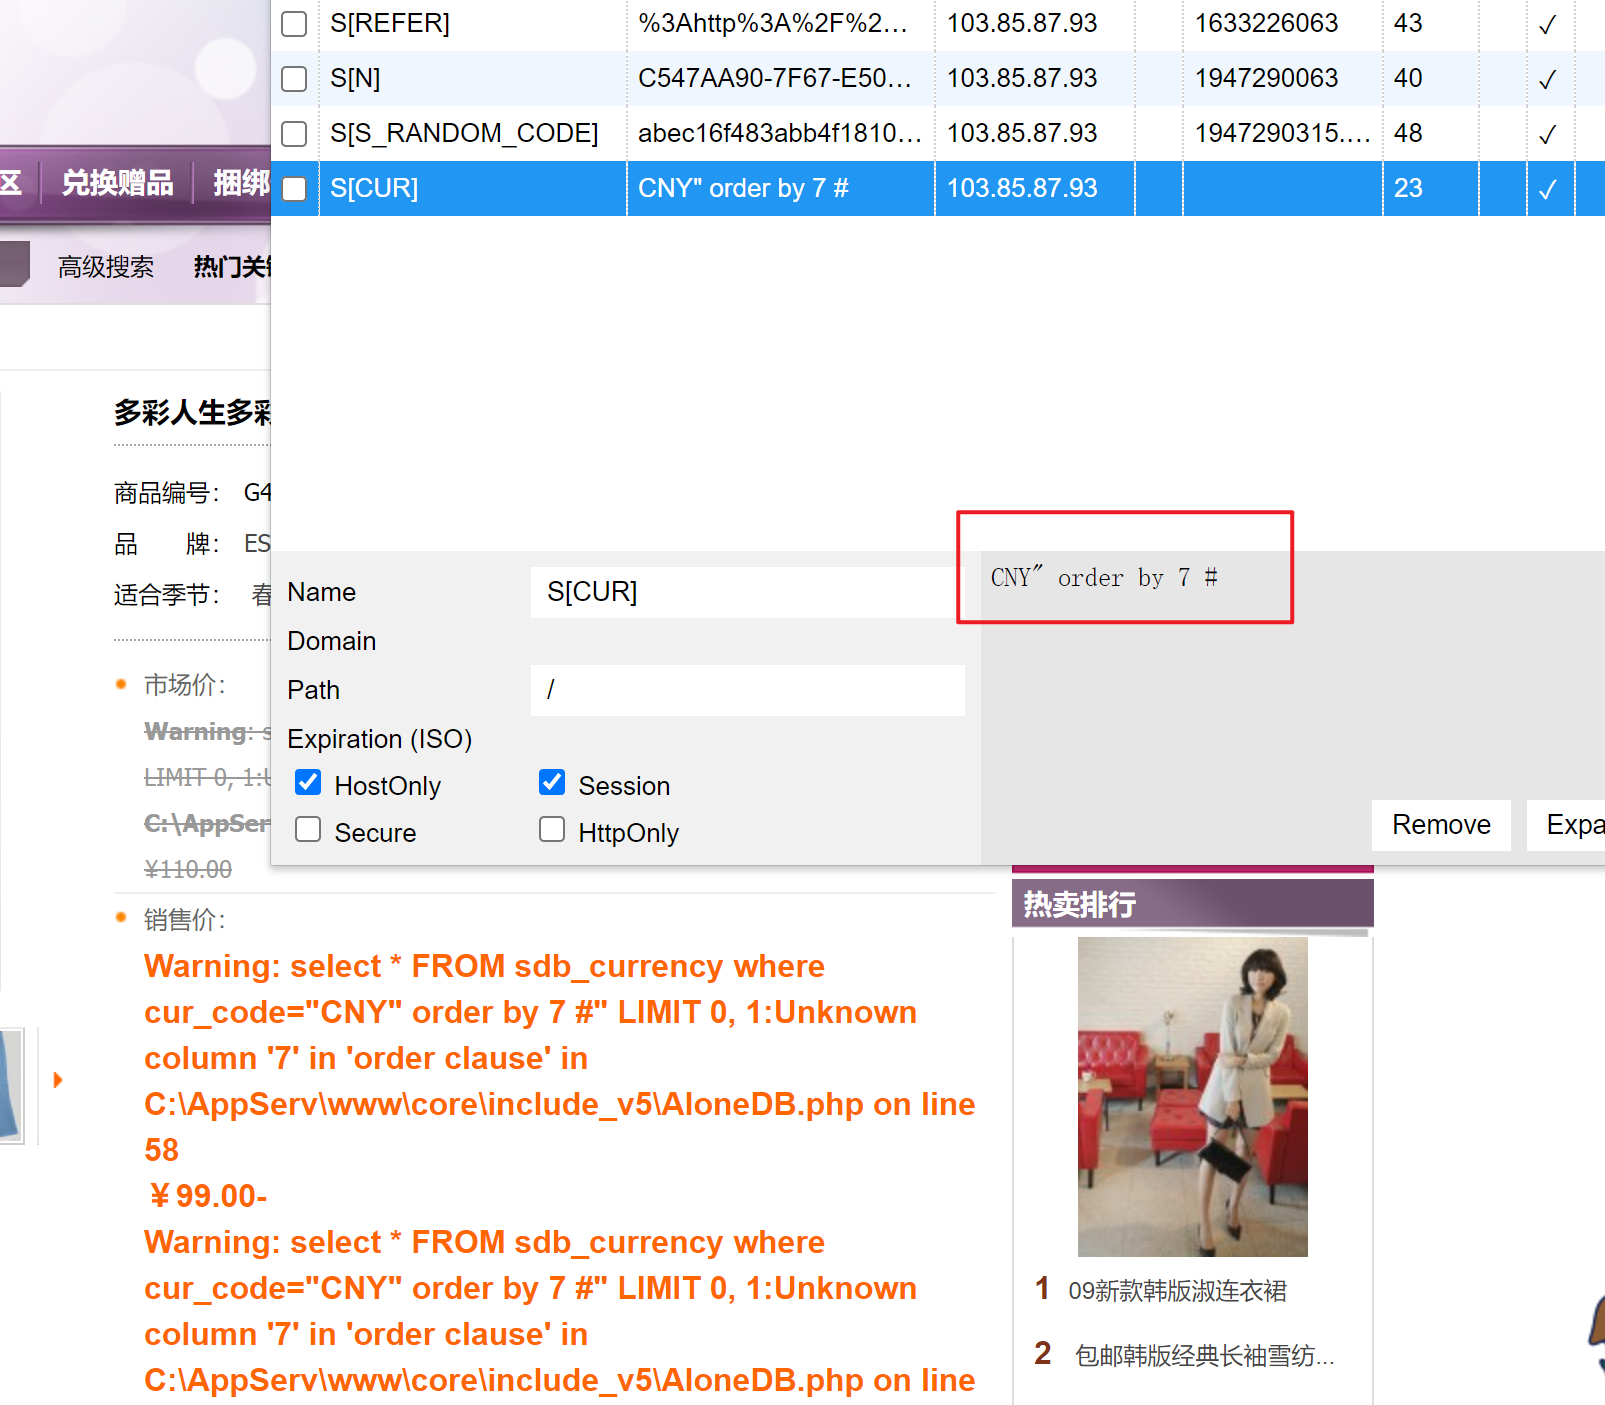 S[REFER] %3Ahttp%3A%2F%2... 103.85.87.93 1633226063 43 ✓
S[N] C547AA90-7F67-E50... 103.85.87.93 1947290063 40 ✓
S[S_RANDOM_CODE] abec16f483abb4f1810... 103.85.87.93 1947290315.... 48 ✓
S[CUR] CNY" order by 7 # 103.85.87.93 23 ✓
区 兑换赠品 捆绑
高级搜索 热门关
多彩人生多彩
商品编号： G4
品 牌： ES
适合季节： 春
Name S[CUR]
CNY" order by 7 #
Domain
Path /
Expiration (ISO)
HostOnly Session
Secure HttpOnly
Remove Expa
市场价：
Warning: s
LIMIT 0, 1:U
C:\AppSer
¥110.00
销售价：
Warning: select * FROM sdb_currency where
cur_code="CNY" order by 7 #" LIMIT 0, 1:Unknown
column '7' in 'order clause' in
C:\AppServ\www\core\include_v5\AloneDB.php on line
58
￥99.00-
Warning: select * FROM sdb_currency where
cur_code="CNY" order by 7 #" LIMIT 0, 1:Unknown
column '7' in 'order clause' in
C:\AppServ\www\core\include_v5\AloneDB.php on line
热卖排行
1 09新款韩版淑连衣裙
2 包邮韩版经典长袖雪纺...